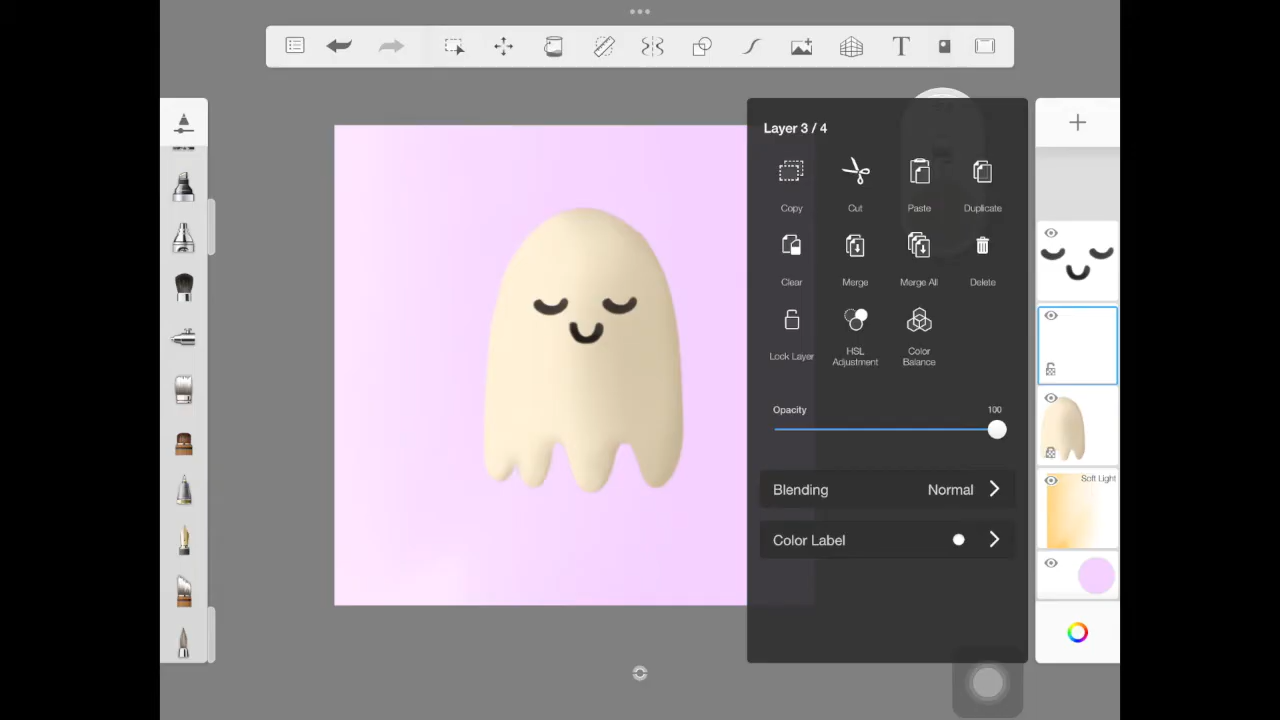 T
Layer 3 / 4
Copy Cut Paste Duplicate
Clear Merge Merge All Delete
Lock Layer HSL Adjustment Color Balance
Opacity 100
Blending Normal
Color Label
Soft Light